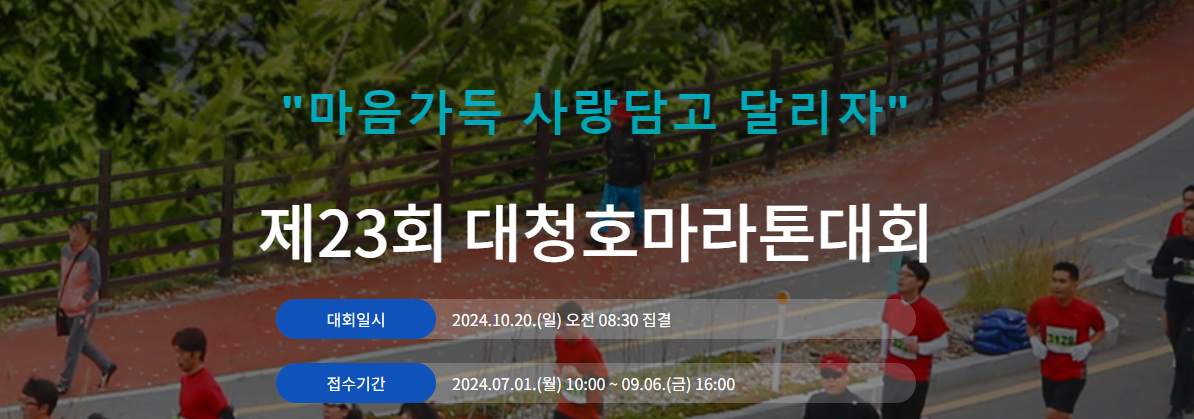 "마음가득 사랑담고 달리자"
제23회 대청호마라톤대회
대회일시 2024.10.20.(일) 오전 08:30 집결
접수기간 2024.07.01.(월) 10:00 ~ 09.06.(금) 16:00
3128